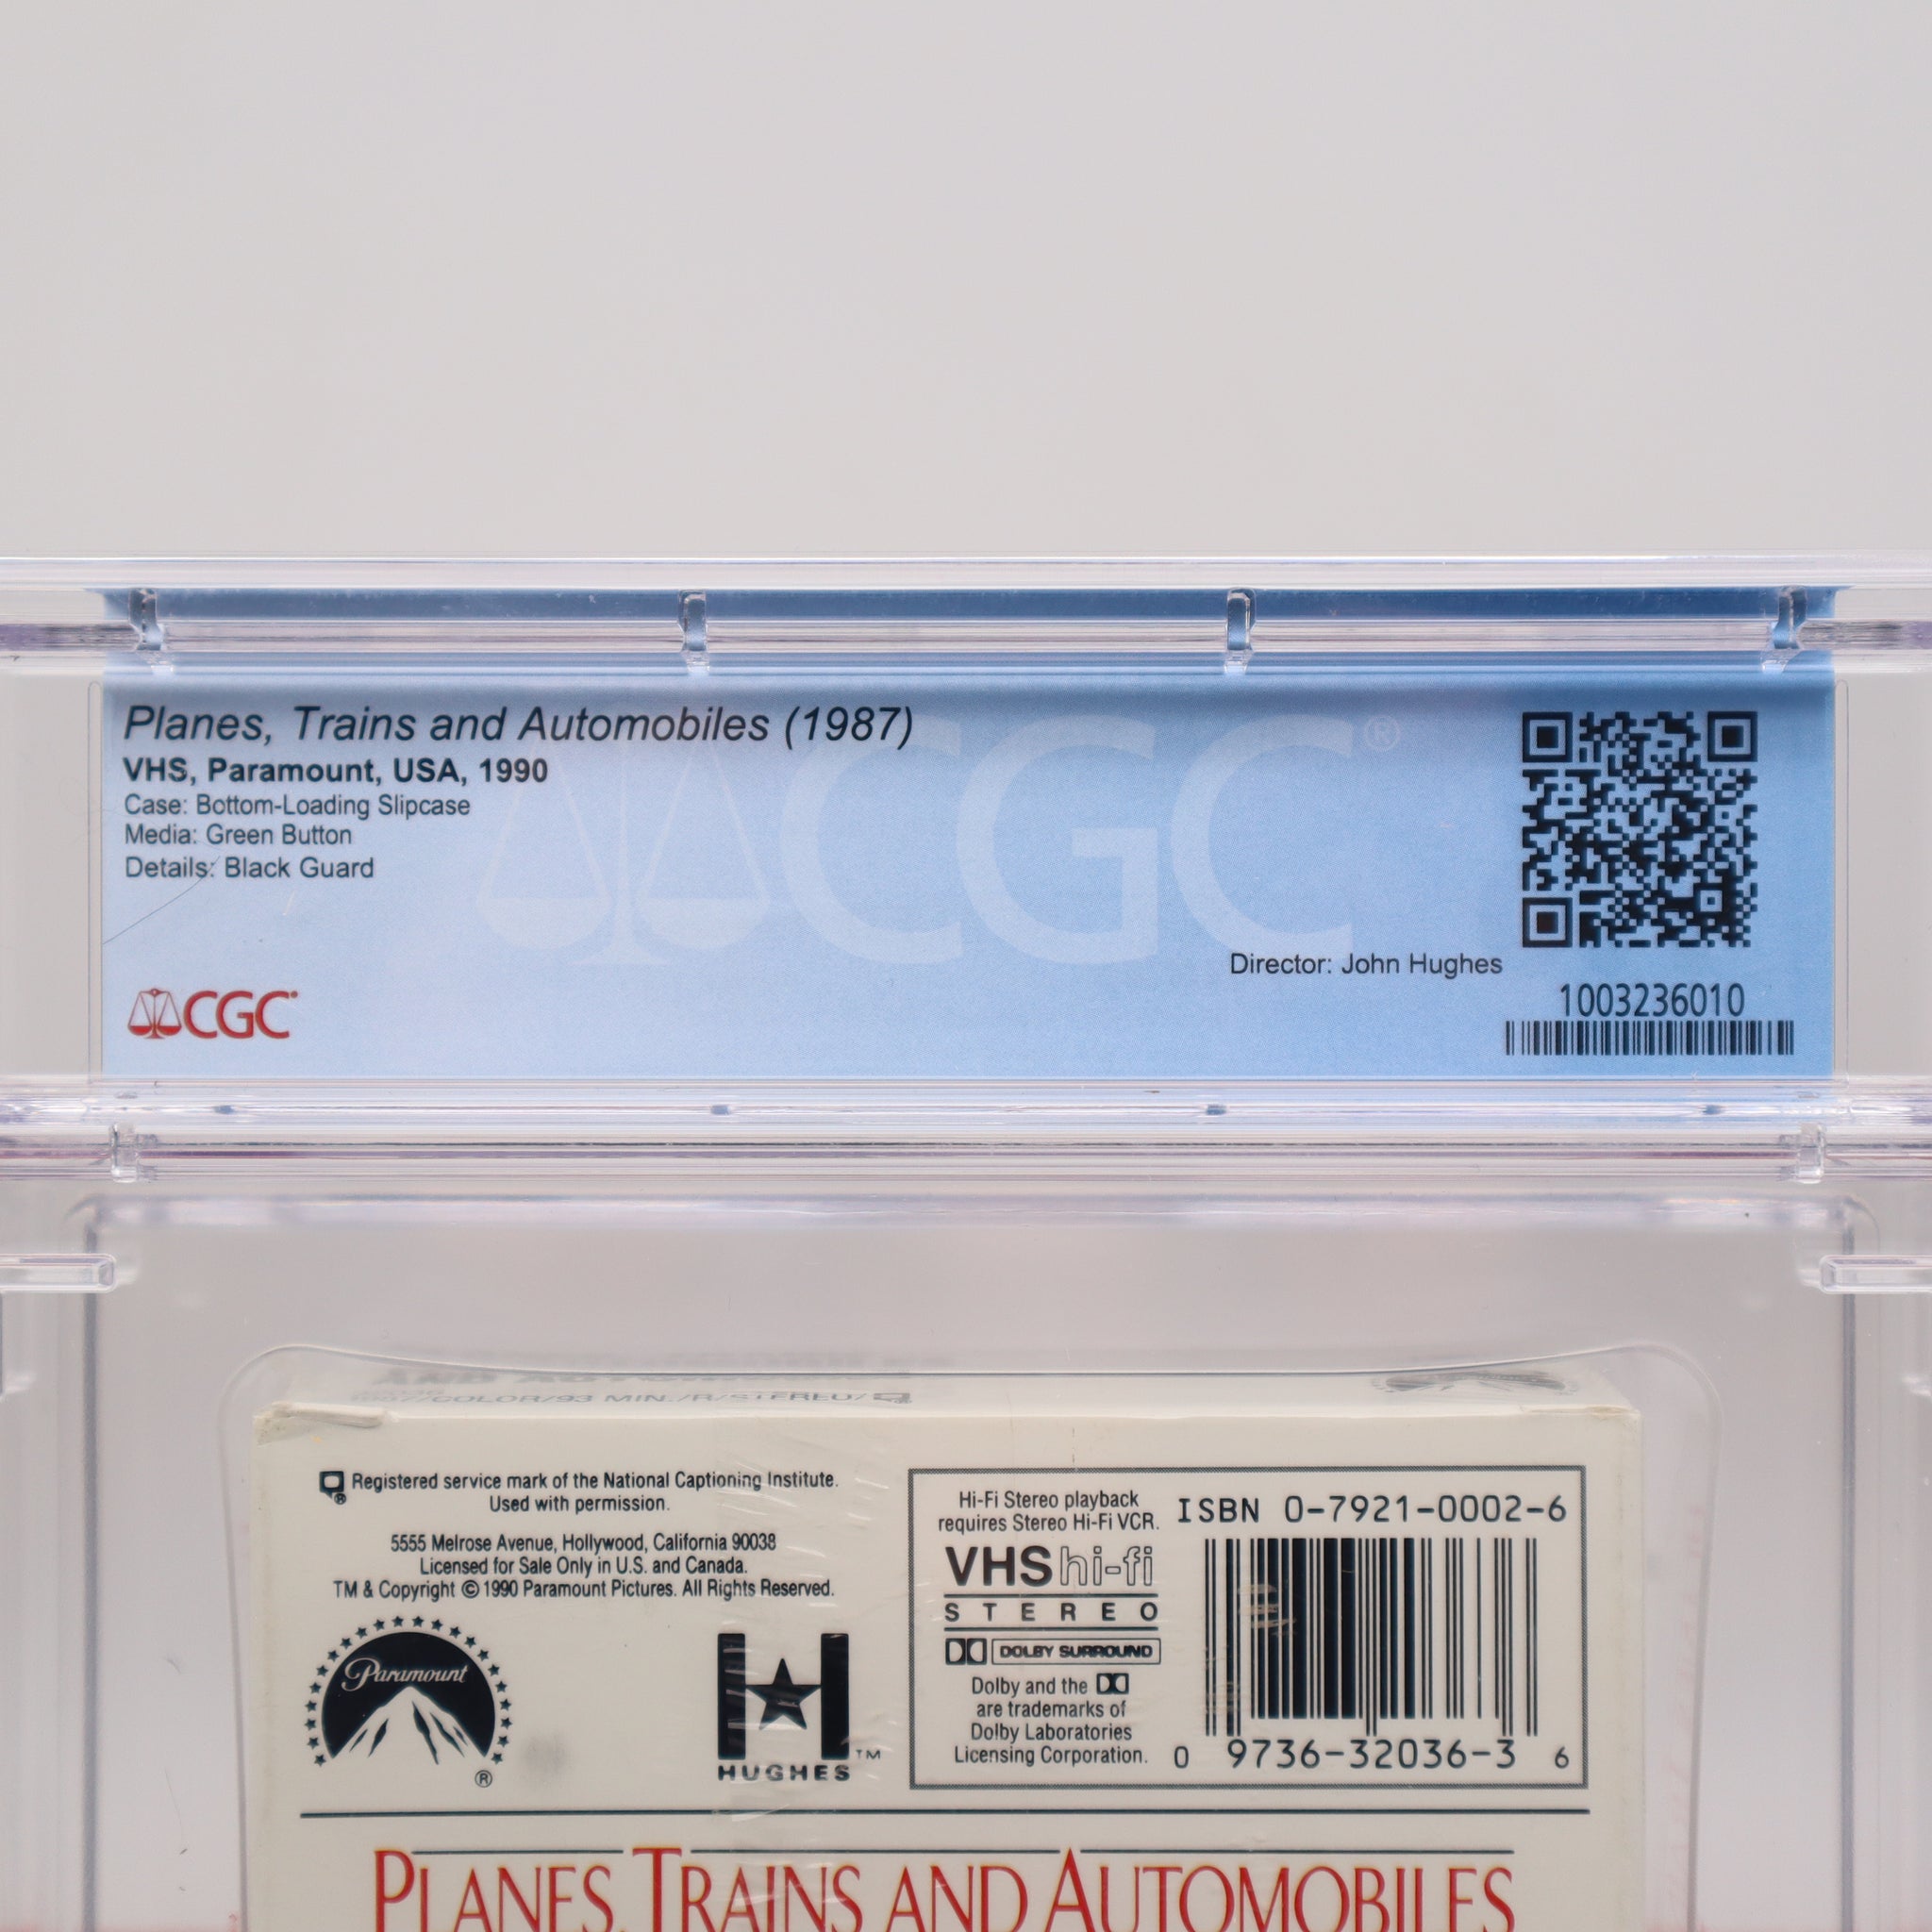 Planes, Trains and Automobiles (1987)
VHS, Paramount, USA, 1990
Case: Bottom-Loading Slipcase
Media: Green Button
Details: Black Guard
CGC®
Director: John Hughes
1003236010
CGC
COLOR/93 MIN./R/STEREO/
Registered service mark of the National Captioning Institute.
Used with permission.
5555 Melrose Avenue, Hollywood, California 90038
Licensed for Sale Only in U.S. and Canada.
TM & Copyright © 1990 Paramount Pictures. All Rights Reserved.
Paramount
®
HUGHES™
Hi-Fi Stereo playback
requires Stereo Hi-Fi VCR.
VHS hi-fi
STEREO
DOLBY SURROUND
Dolby and the
are trademarks of
Dolby Laboratories
Licensing Corporation.
ISBN 0-7921-0002-6
0 9736-32036-3 6
PLANES, TRAINS AND AUTOMOBILES